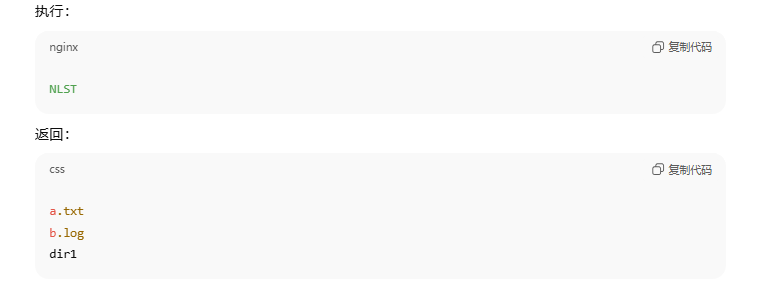 执行：
nginx
复制代码
NLST
返回：
css
复制代码
a.txt
b.log
dir1